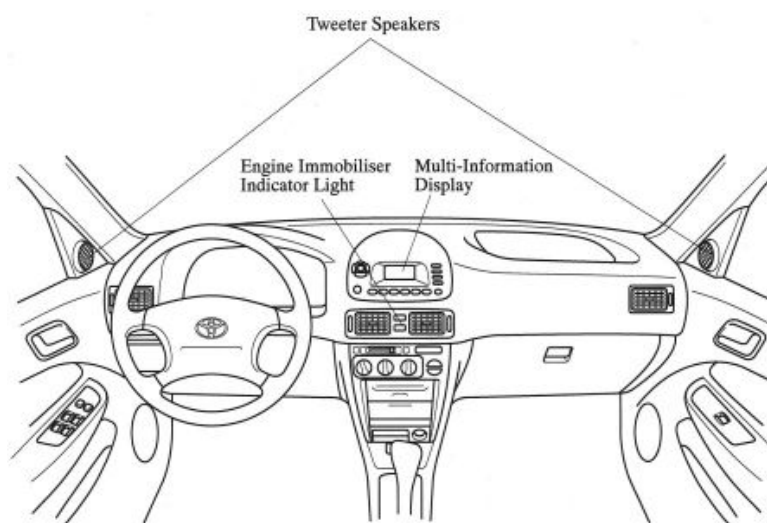 Tweeter Speakers
Engine Immobiliser
Indicator Light
Multi-Information
Display